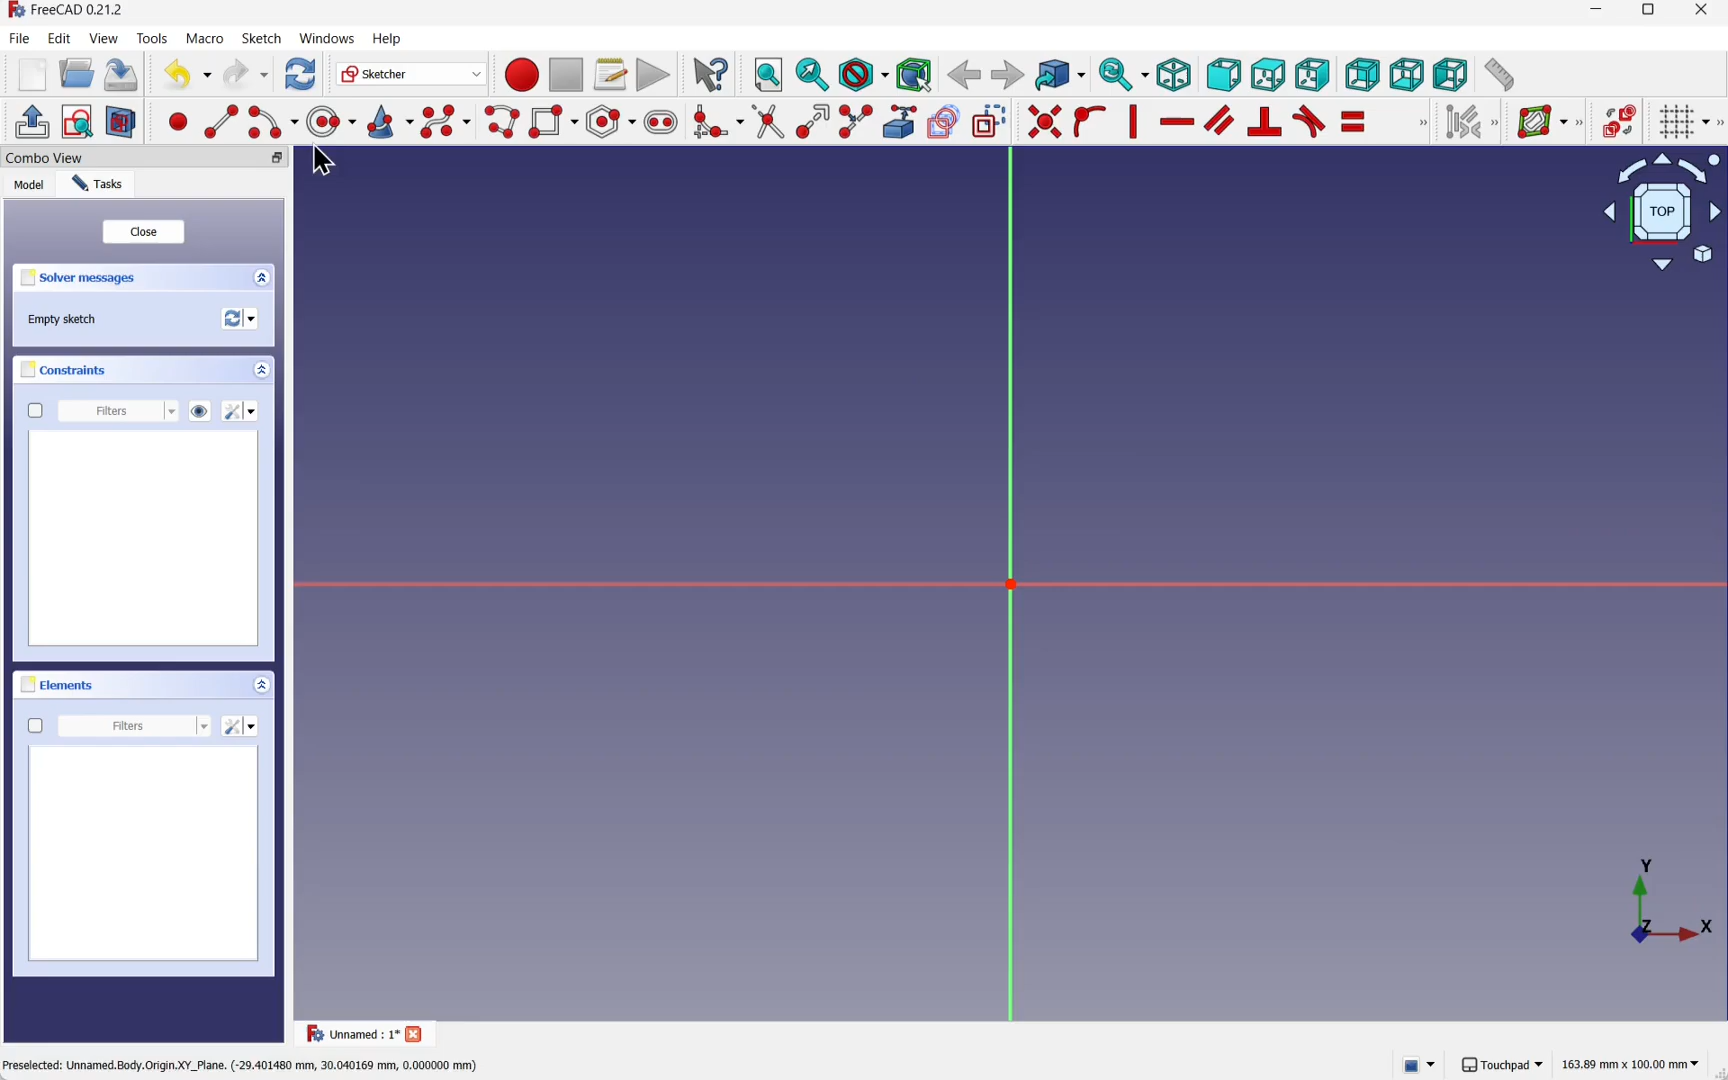 FreeCAD 0.21.2
File Edit View Tools Macro Sketch Windows Help
Sketcher
Combo View
Model Tasks
Close
Solver messages
Empty sketch
Constraints
Filters
Elements
Filters
TOP
Y
Z X
Unnamed : 1*
Preselected: Unnamed.Body.Origin.XY_Plane. (-29.401480 mm, 30.040169 mm, 0.000000 mm)
Touchpad
163.89 mm x 100.00 mm